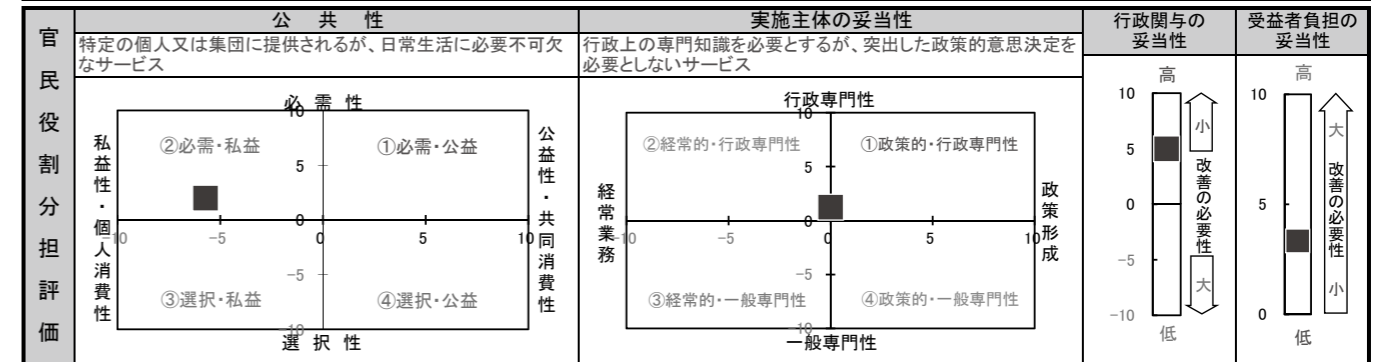 官民役割分担評価
公共性
特定の個人又は集団に提供されるが、日常生活に必要不可欠
なサービス
必需性
10
②必需・私益
①必需・公益
5
0
-10
-5
0
5
10
-5
③選択・私益
④選択・公益
-10
選択性
私益性・個人消費性
公益性・共同消費性
実施主体の妥当性
行政上の専門知識を必要とするが、突出した政策的意思決定を
必要としないサービス
行政専門性
10
②経常的・行政専門性
①政策的・行政専門性
5
0
-10
-5
0
5
10
-5
③経常的・一般専門性
④政策的・一般専門性
-10
一般専門性
経常業務
政策形成
行政関与の
妥当性
高
10
5
0
-5
-10
低
小
改善の必要性
大
受益者負担の
妥当性
高
10
5
0
低
大
改善の必要性
小